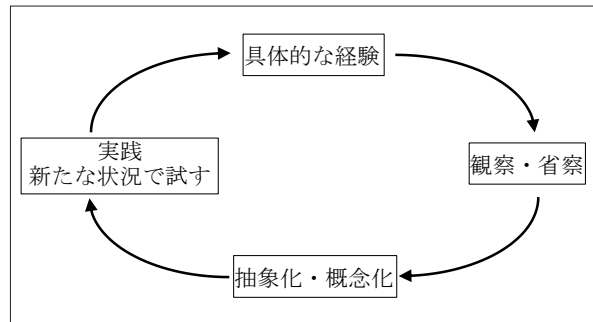 具体的な経験
観察・省察
抽象化・概念化
実践
新たな状況で試す